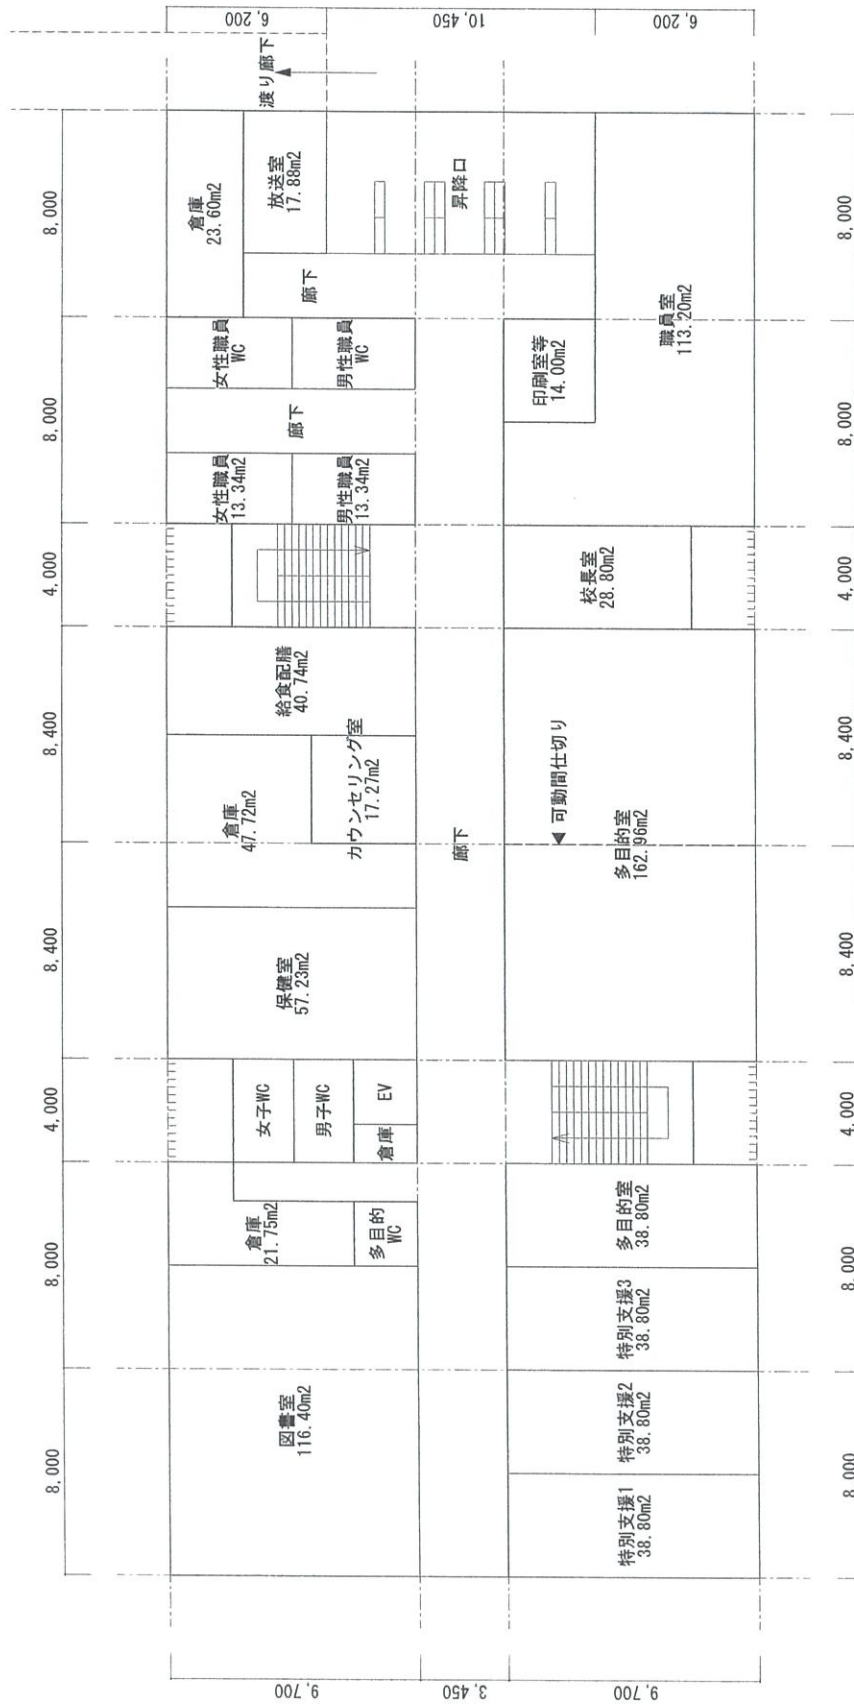 8,000
8,000
4,000
8,400
8,400
4,000
8,000
8,000
9,700
3,450
9,700
6,200
10,450
6,200
渡り廊下
図書室
116.40m2
倉庫
21.75m2
多目的
WC
女子WC
男子WC
倉庫
EV
保健室
57.23m2
倉庫
47.72m2
カウンセリング室
17.27m2
給食配膳
40.74m2
女性職員
13.34m2
男性職員
13.34m2
廊下
女性職員
WC
男性職員
WC
廊下
倉庫
23.60m2
放送室
17.88m2
昇降口
廊下
特別支援1
38.80m2
特別支援2
38.80m2
特別支援3
38.80m2
多目的室
38.80m2
可動間仕切り
多目的室
162.96m2
校長室
28.80m2
印刷室等
14.00m2
職員室
113.20m2
8,000
8,000
4,000
8,400
8,400
4,000
8,000
8,000